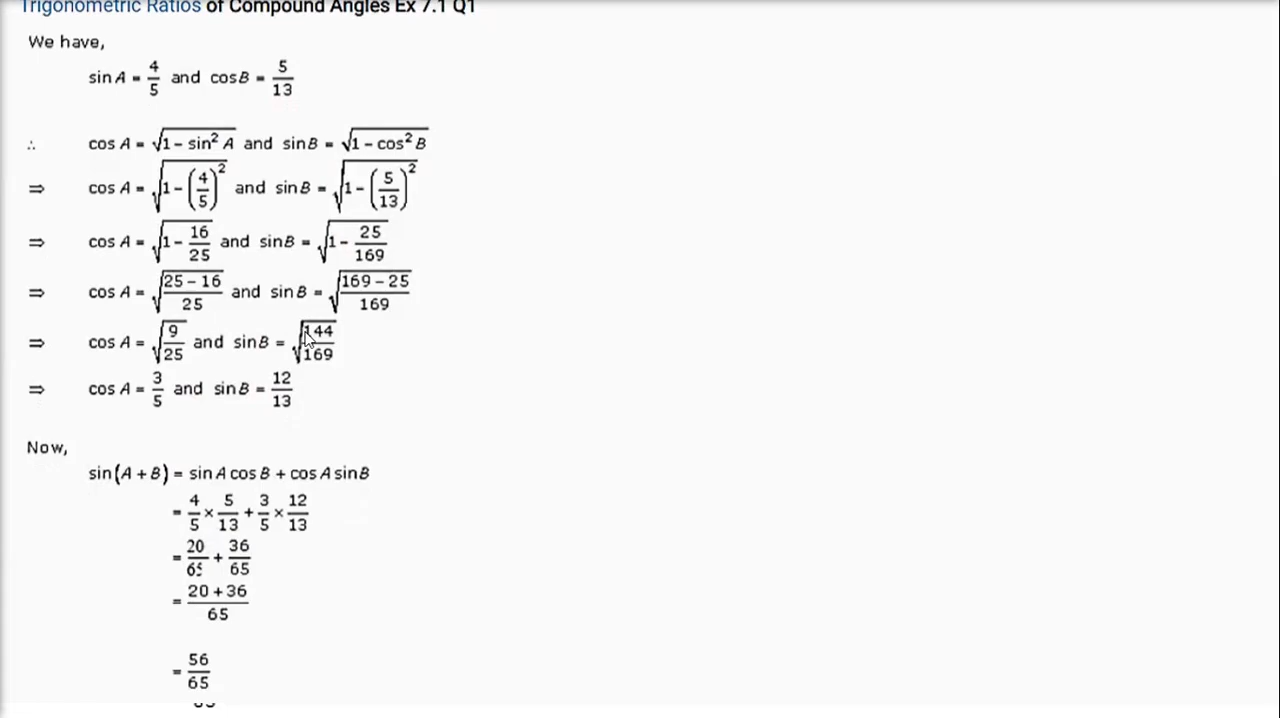 Trigonometric Ratios of Compound Angles Ex 7.1 Q1
We have,
sin A = 4/5 and cos B = 5/13
∴ cos A = √(1 − sin² A) and sin B = √(1 − cos² B)
⇒ cos A = √(1 − (4/5)²) and sin B = √(1 − (5/13)²)
⇒ cos A = √(1 − 16/25) and sin B = √(1 − 25/169)
⇒ cos A = √((25 − 16)/25) and sin B = √((169 − 25)/169)
⇒ cos A = √(9/25) and sin B = √(144/169)
⇒ cos A = 3/5 and sin B = 12/13
Now,
sin(A + B) = sin A cos B + cos A sin B
= 4/5 × 5/13 + 3/5 × 12/13
= 20/65 + 36/65
= (20 + 36)/65
= 56/65